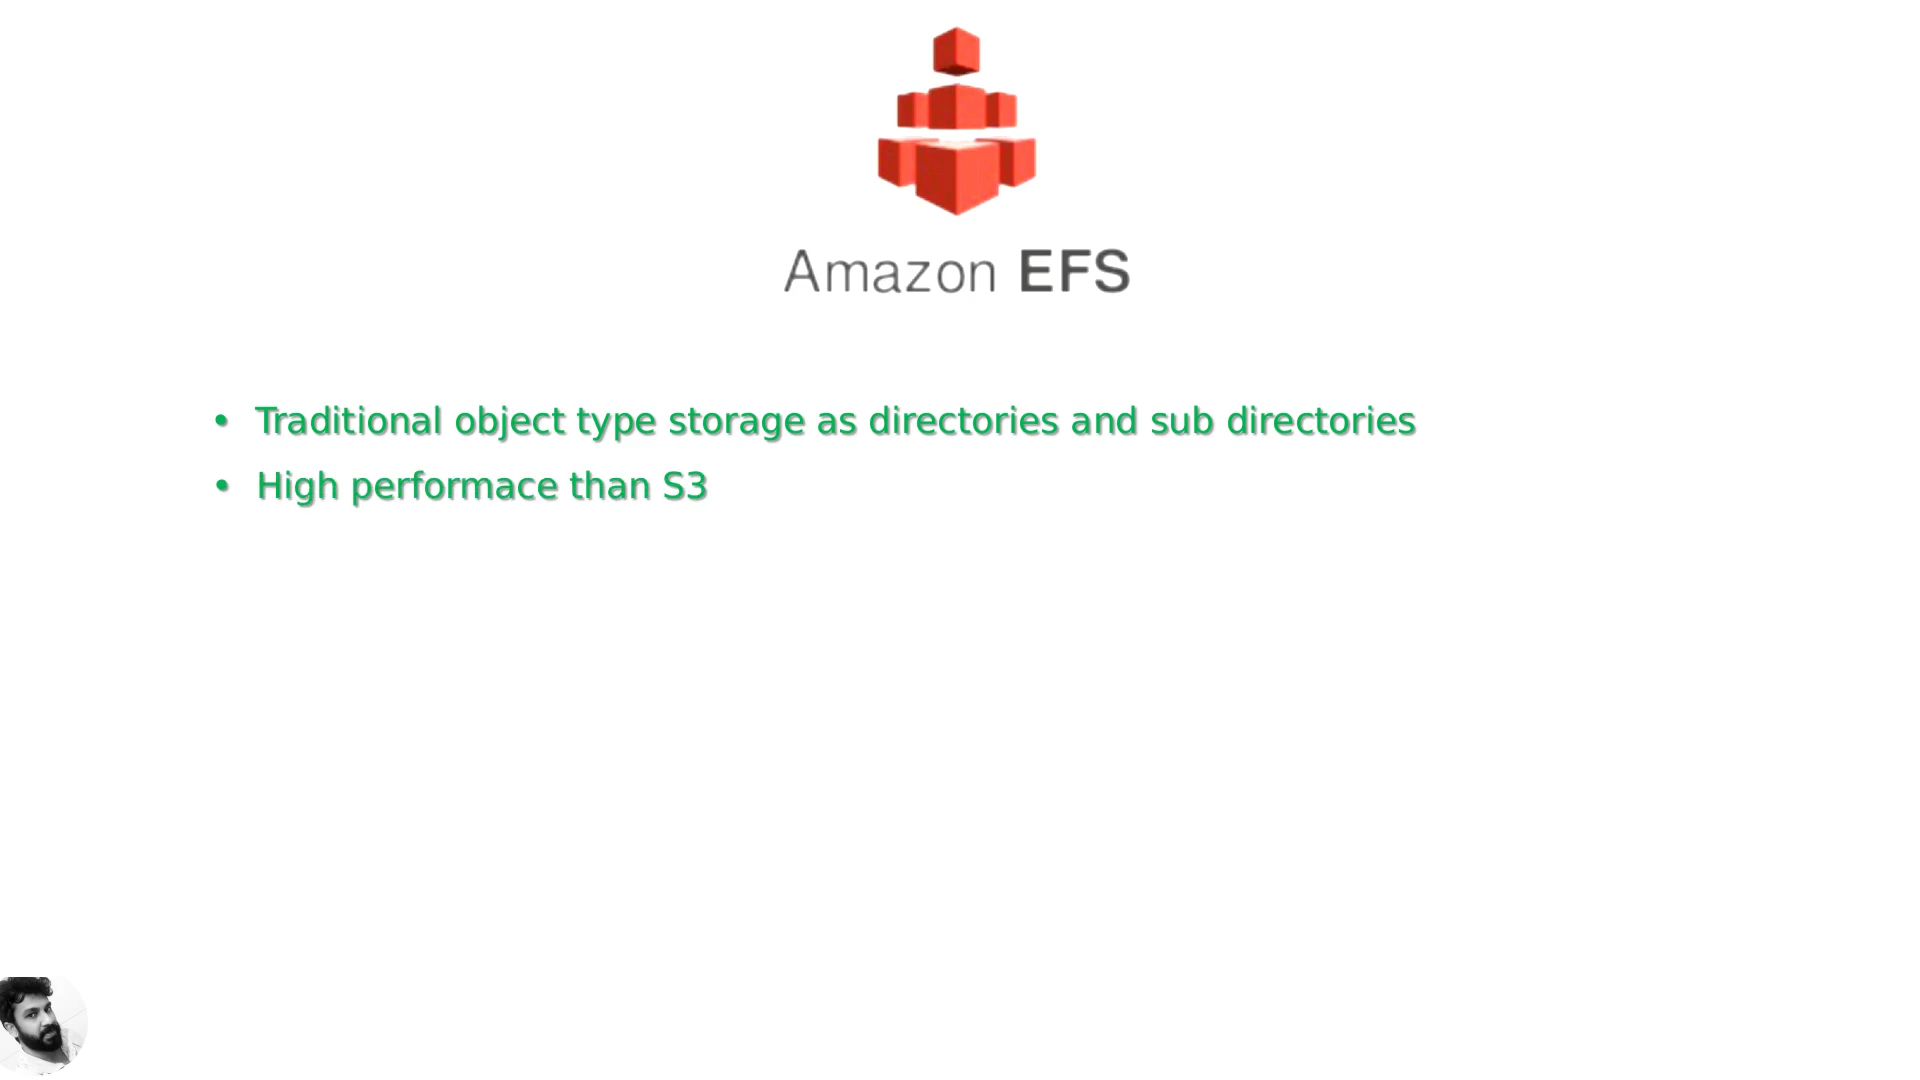 Amazon EFS
• Traditional object type storage as directories and sub directories
• High performace than S3